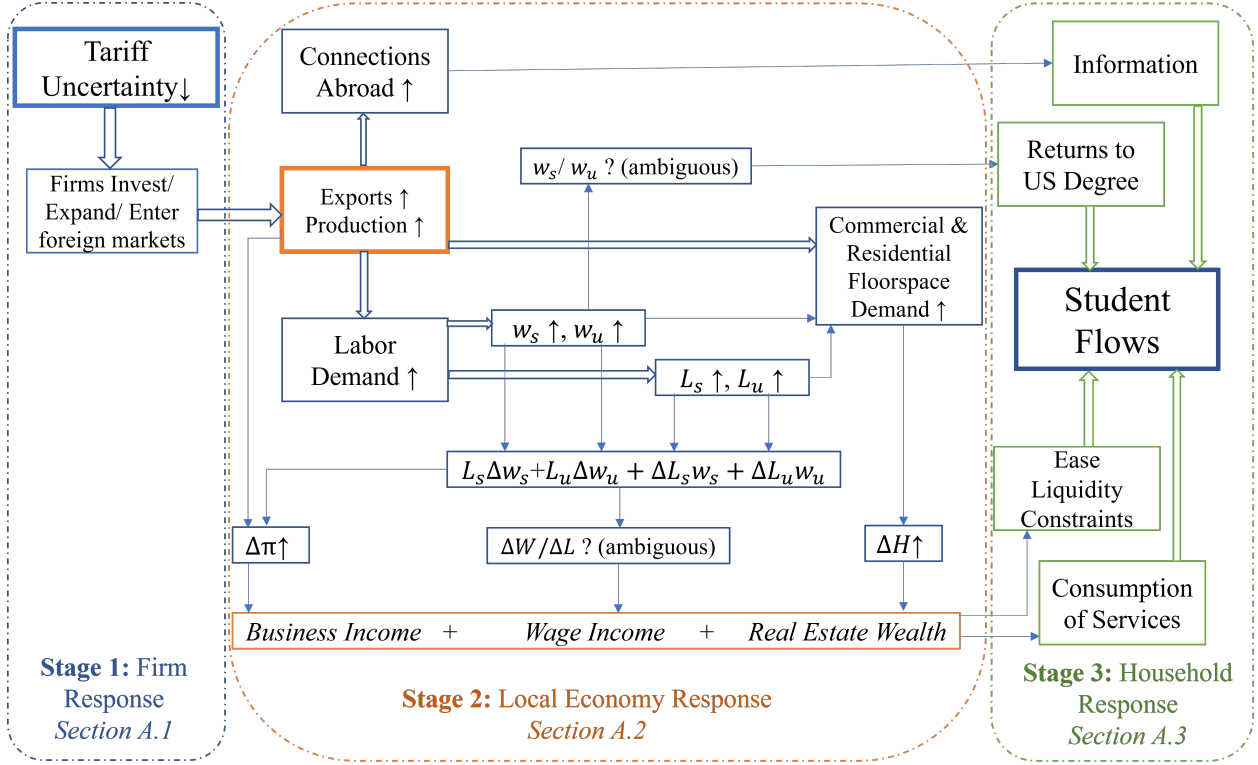 Tariff
Uncertainty↓
Firms Invest/
Expand/ Enter
foreign markets
Stage 1: Firm
Response
Section A.1
Connections
Abroad ↑
Exports ↑
Production ↑
Labor
Demand ↑
w_s/ w_u ? (ambiguous)
Commercial &
Residential
Floorspace
Demand ↑
w_s ↑, w_u ↑
L_s ↑, L_u ↑
L_sΔw_s+L_uΔw_u + ΔL_sw_s + ΔL_uw_u
Δπ↑
ΔW/ΔL ? (ambiguous)
ΔH↑
Business Income + Wage Income + Real Estate Wealth
Stage 2: Local Economy Response
Section A.2
Information
Returns to
US Degree
Student
Flows
Ease
Liquidity
Constraints
Consumption
of Services
Stage 3: Household
Response
Section A.3